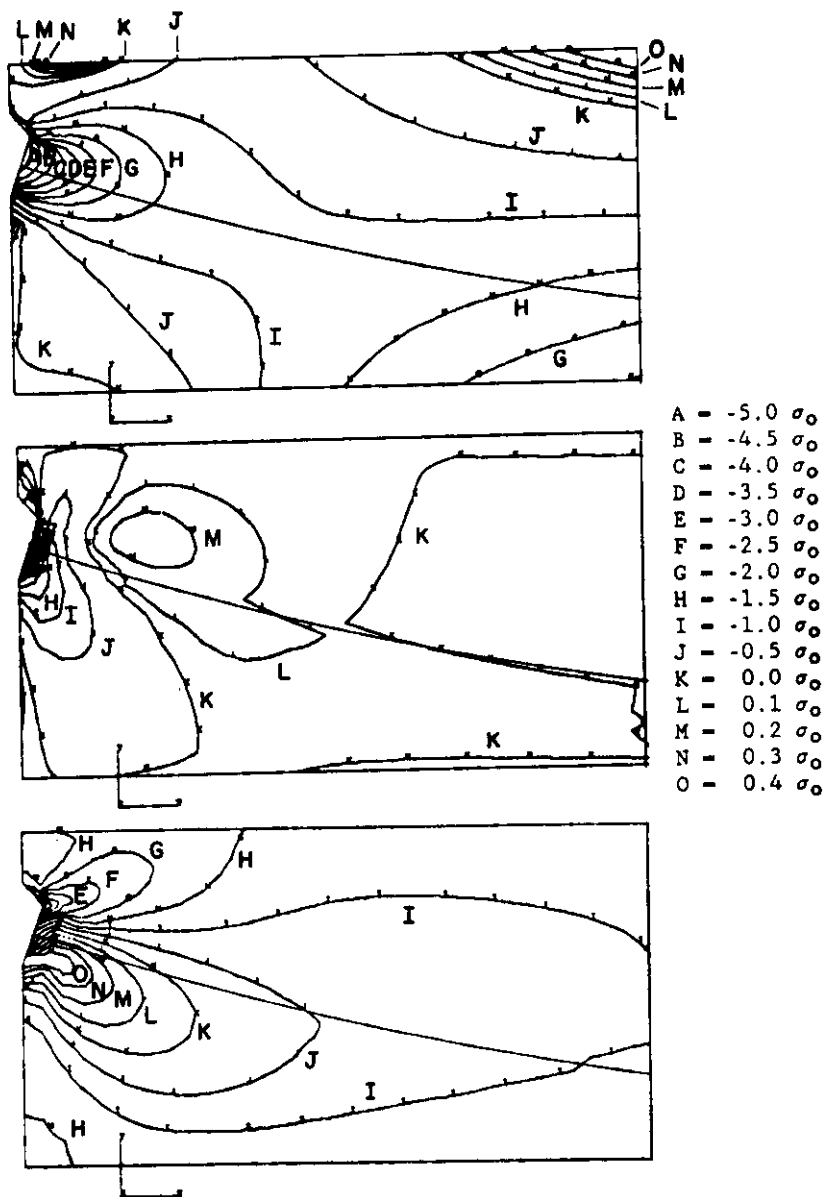 L M N K J
O
N
M
L
K
J
CDEF G H
I
H
G
J
I
K
A = -5.0 σo
B = -4.5 σo
C = -4.0 σo
D = -3.5 σo
E = -3.0 σo
F = -2.5 σo
G = -2.0 σo
H = -1.5 σo
I = -1.0 σo
J = -0.5 σo
K = 0.0 σo
L = 0.1 σo
M = 0.2 σo
N = 0.3 σo
O = 0.4 σo
M
K
H
I
J
L
K
K
H
G
H
F
E
I
O
N
M
L
K
J
I
H